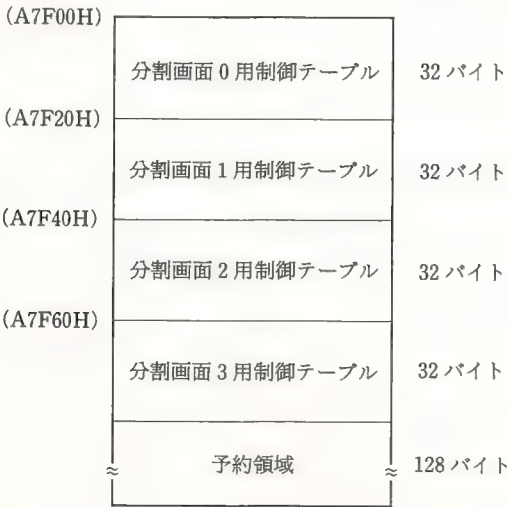 (A7F00H)
分割画面 0 用制御テーブル 32 バイト
(A7F20H)
分割画面 1 用制御テーブル 32 バイト
(A7F40H)
分割画面 2 用制御テーブル 32 バイト
(A7F60H)
分割画面 3 用制御テーブル 32 バイト
≈ 予約領域 ≈ 128 バイト